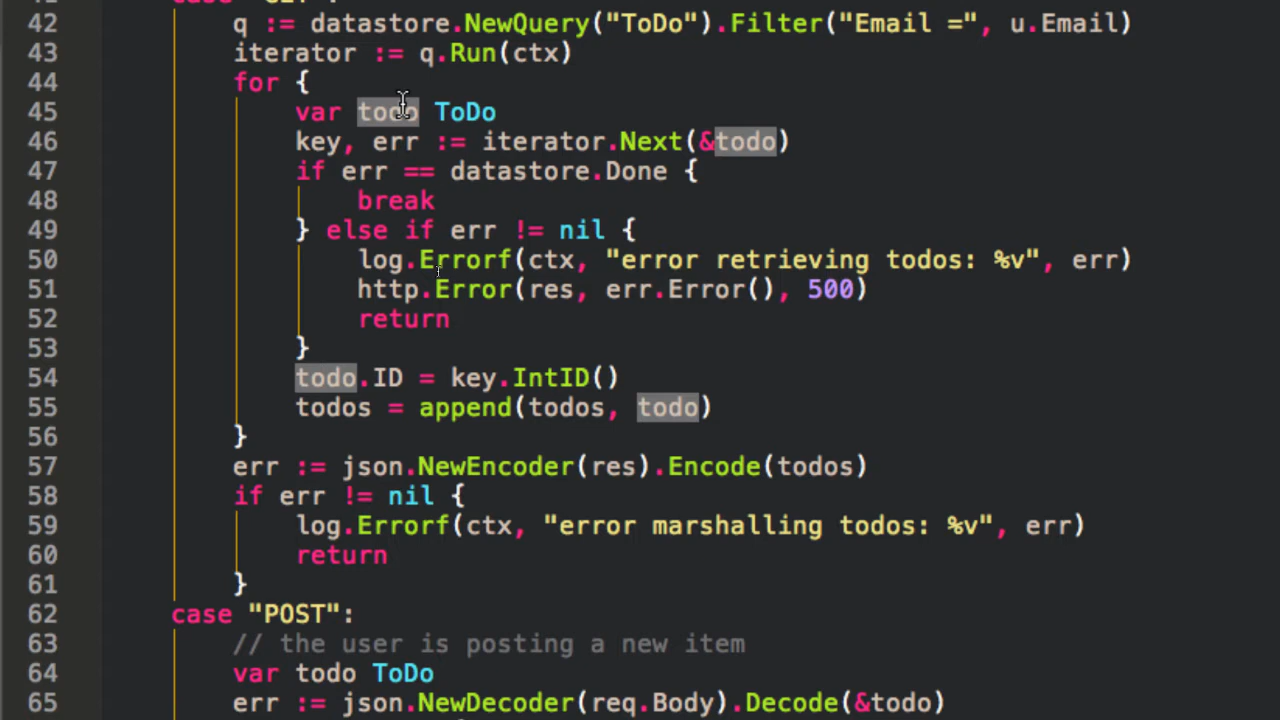 42 q := datastore.NewQuery("ToDo").Filter("Email =", u.Email)
43 iterator := q.Run(ctx)
44 for {
45 var todo ToDo
46 key, err := iterator.Next(&todo)
47 if err == datastore.Done {
48 break
49 } else if err != nil {
50 log.Errorf(ctx, "error retrieving todos: %v", err)
51 http.Error(res, err.Error(), 500)
52 return
53 }
54 todo.ID = key.IntID()
55 todos = append(todos, todo)
56 }
57 err := json.NewEncoder(res).Encode(todos)
58 if err != nil {
59 log.Errorf(ctx, "error marshalling todos: %v", err)
60 return
61 }
62 case "POST":
63 // the user is posting a new item
64 var todo ToDo
65 err := json.NewDecoder(req.Body).Decode(&todo)